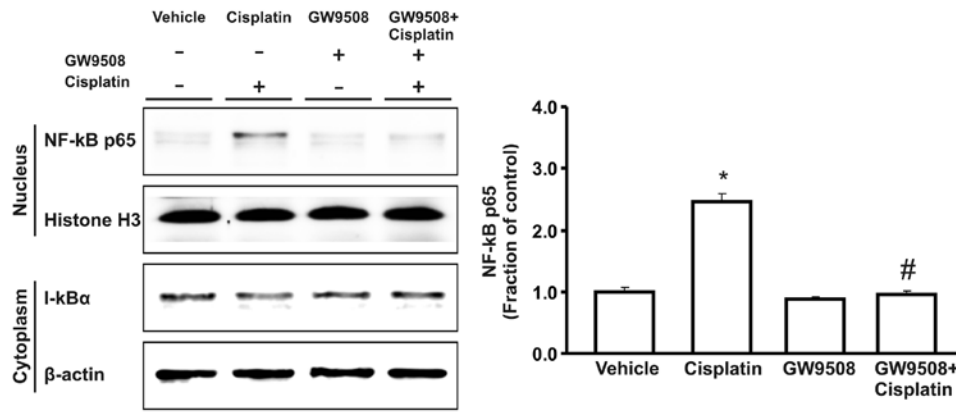 Vehicle Cisplatin GW9508 GW9508+
Cisplatin
GW9508 - - + +
Cisplatin - + - +
Nucleus
NF-kB p65
Histone H3
Cytoplasm
I-kBα
β-actin
NF-kB p65
(Fraction of control)
4.0
3.0
2.0
1.0
0.0
*
#
Vehicle Cisplatin GW9508 GW9508+
Cisplatin